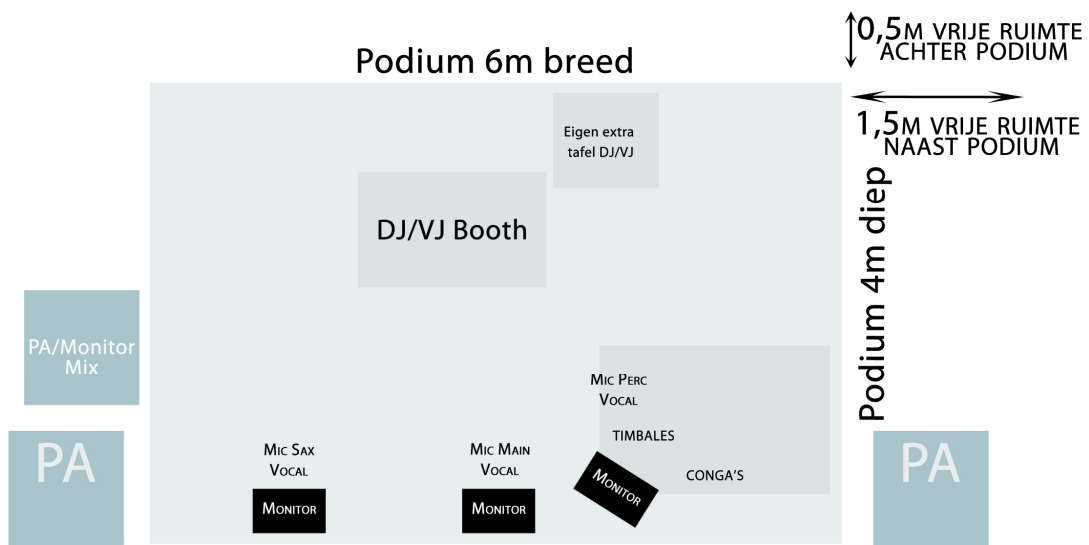 Podium 6m breed
0,5M VRIJE RUIMTE
ACHTER PODIUM
1,5M VRIJE RUIMTE
NAAST PODIUM
Eigen extra
tafel DJ/VJ
DJ/VJ Booth
Podium 4m diep
PA/Monitor
Mix
Mic Perc
Vocal
TIMBALES
CONGA'S
Monitor
Mic Sax
Vocal
Monitor
Mic Main
Vocal
Monitor
PA
PA